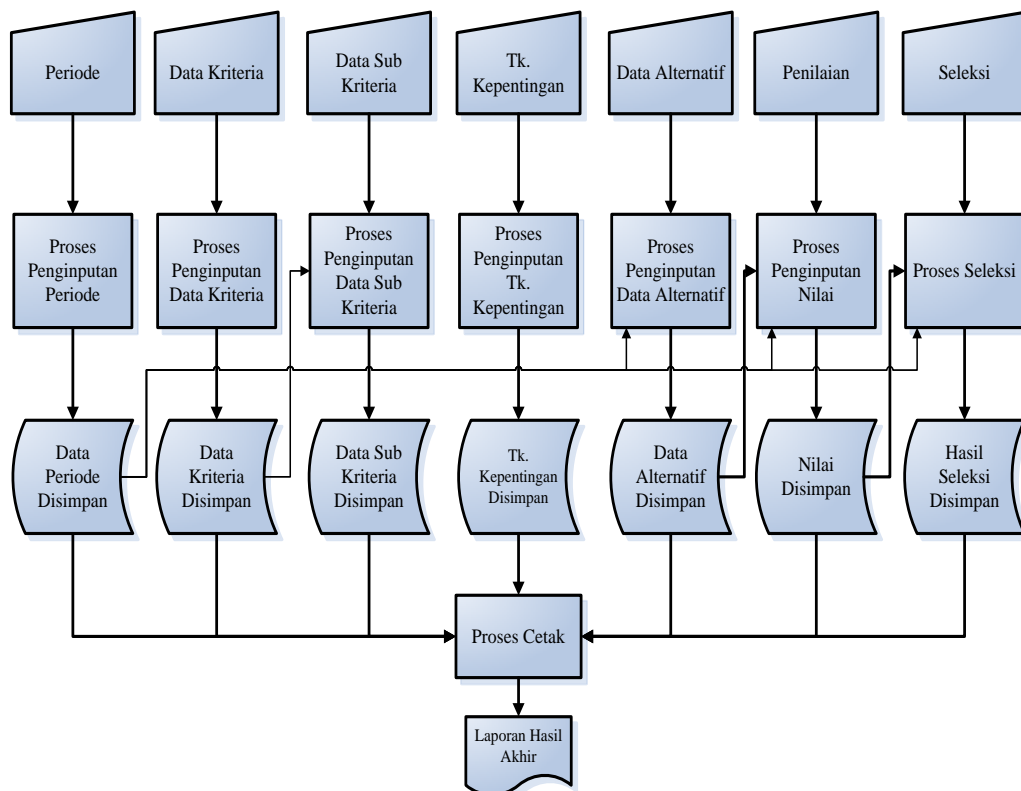 Periode
Data Kriteria
Data Sub
Kriteria
Tk.
Kepentingan
Data Alternatif
Penilaian
Seleksi
Proses
Penginputan
Periode
Proses
Penginputan
Data Kriteria
Proses
Penginputan
Data Sub
Kriteria
Proses
Penginputan
Tk.
Kepentingan
Proses
Penginputan
Data Alternatif
Proses
Penginputan
Nilai
Proses Seleksi
Data
Periode
Disimpan
Data
Kriteria
Disimpan
Data Sub
Kriteria
Disimpan
Tk.
Kepentingan
Disimpan
Data
Alternatif
Disimpan
Nilai
Disimpan
Hasil
Seleksi
Disimpan
Proses Cetak
Laporan Hasil
Akhir